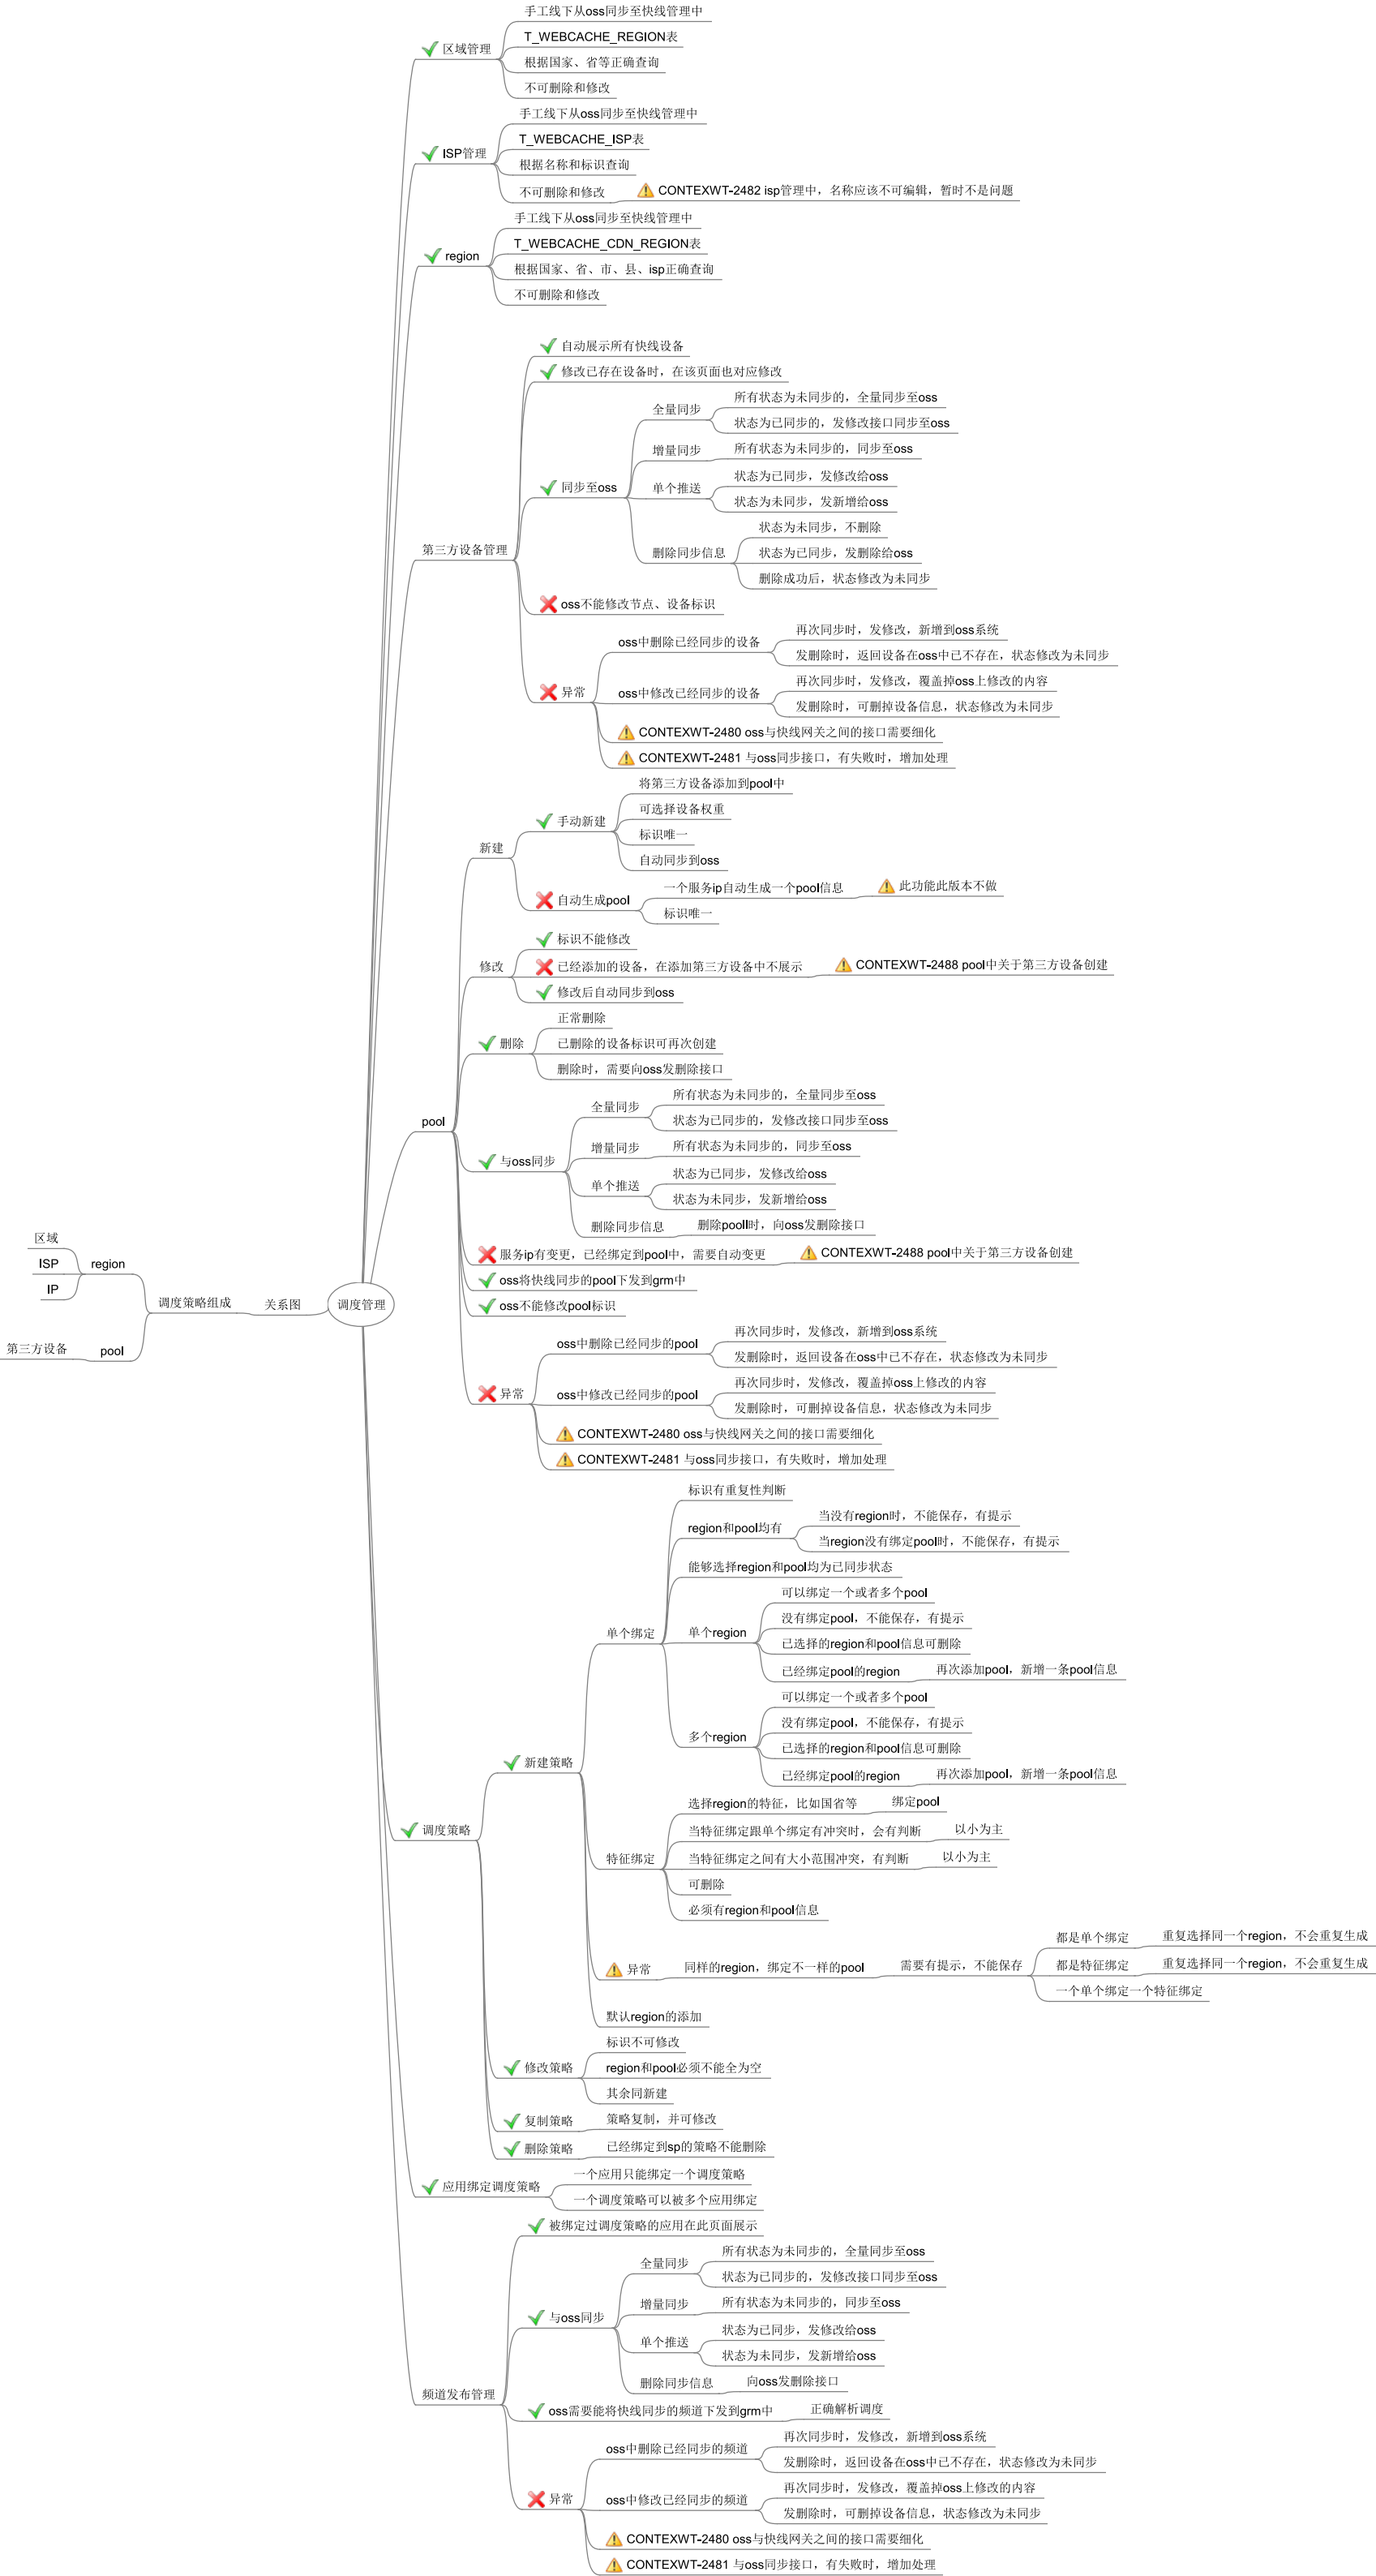 手工线下从oss同步至快线管理中
T_WEBCACHE_REGION表
区域管理
根据国家、省等正确查询
不可删除和修改
手工线下从oss同步至快线管理中
T_WEBCACHE_ISP表
ISP管理
根据名称和标识查询
不可删除和修改
CONTEXWT-2482 isp管理中，名称应该不可编辑，暂时不是问题
手工线下从oss同步至快线管理中
T_WEBCACHE_CDN_REGION表
region
根据国家、省、市、县、isp正确查询
不可删除和修改
第三方设备管理
自动展示所有快线设备
修改已存在设备时，在该页面也对应修改
同步至oss
全量同步
所有状态为未同步的，全量同步至oss
状态为已同步的，发修改接口同步至oss
增量同步
所有状态为未同步的，同步至oss
单个推送
状态为已同步，发修改给oss
状态为未同步，发新增给oss
删除同步信息
状态为未同步，不删除
状态为已同步，发删除给oss
删除成功后，状态修改为未同步
oss不能修改节点、设备标识
异常
oss中删除已经同步的设备
再次同步时，发修改，新增到oss系统
发删除时，返回设备在oss中已不存在，状态修改为未同步
oss中修改已经同步的设备
再次同步时，发修改，覆盖掉oss上修改的内容
发删除时，可删掉设备信息，状态修改为未同步
CONTEXWT-2480 oss与快线网关之间的接口需要细化
CONTEXWT-2481 与oss同步接口，有失败时，增加处理
pool
新建
手动新建
将第三方设备添加到pool中
可选择设备权重
标识唯一
自动同步到oss
自动生成pool
一个服务ip自动生成一个pool信息
此功能此版本不做
标识唯一
修改
标识不能修改
已经添加的设备，在添加第三方设备中不展示
CONTEXWT-2488 pool中关于第三方设备创建
修改后自动同步到oss
删除
正常删除
已删除的设备标识可再次创建
删除时，需要向oss发删除接口
与oss同步
全量同步
所有状态为未同步的，全量同步至oss
状态为已同步的，发修改接口同步至oss
增量同步
所有状态为未同步的，同步至oss
单个推送
状态为已同步，发修改给oss
状态为未同步，发新增给oss
删除同步信息
删除pooll时，向oss发删除接口
服务ip有变更，已经绑定到pool中，需要自动变更
CONTEXWT-2488 pool中关于第三方设备创建
oss将快线同步的pool下发到grm中
oss不能修改pool标识
异常
oss中删除已经同步的pool
再次同步时，发修改，新增到oss系统
发删除时，返回设备在oss中已不存在，状态修改为未同步
oss中修改已经同步的pool
再次同步时，发修改，覆盖掉oss上修改的内容
发删除时，可删掉设备信息，状态修改为未同步
CONTEXWT-2480 oss与快线网关之间的接口需要细化
CONTEXWT-2481 与oss同步接口，有失败时，增加处理
区域
ISP
IP
region
第三方设备
pool
调度策略组成
关系图
调度管理
调度策略
新建策略
单个绑定
标识有重复性判断
region和pool均有
当没有region时，不能保存，有提示
当region没有绑定pool时，不能保存，有提示
能够选择region和pool均为已同步状态
单个region
可以绑定一个或者多个pool
没有绑定pool，不能保存，有提示
已选择的region和pool信息可删除
已经绑定pool的region
再次添加pool，新增一条pool信息
多个region
可以绑定一个或者多个pool
没有绑定pool，不能保存，有提示
已选择的region和pool信息可删除
已经绑定pool的region
再次添加pool，新增一条pool信息
特征绑定
选择region的特征，比如国省等
绑定pool
当特征绑定跟单个绑定有冲突时，会有判断
以小为主
当特征绑定之间有大小范围冲突，有判断
以小为主
可删除
必须有region和pool信息
异常
同样的region，绑定不一样的pool
需要有提示，不能保存
都是单个绑定
重复选择同一个region，不会重复生成
都是特征绑定
重复选择同一个region，不会重复生成
一个单个绑定一个特征绑定
默认region的添加
修改策略
标识不可修改
region和pool必须不能全为空
其余同新建
复制策略
策略复制，并可修改
删除策略
已经绑定到sp的策略不能删除
应用绑定调度策略
一个应用只能绑定一个调度策略
一个调度策略可以被多个应用绑定
频道发布管理
被绑定过调度策略的应用在此页面展示
与oss同步
全量同步
所有状态为未同步的，全量同步至oss
状态为已同步的，发修改接口同步至oss
增量同步
所有状态为未同步的，同步至oss
单个推送
状态为已同步，发修改给oss
状态为未同步，发新增给oss
删除同步信息
向oss发删除接口
oss需要能将快线同步的频道下发到grm中
正确解析调度
异常
oss中删除已经同步的频道
再次同步时，发修改，新增到oss系统
发删除时，返回设备在oss中已不存在，状态修改为未同步
oss中修改已经同步的频道
再次同步时，发修改，覆盖掉oss上修改的内容
发删除时，可删掉设备信息，状态修改为未同步
CONTEXWT-2480 oss与快线网关之间的接口需要细化
CONTEXWT-2481 与oss同步接口，有失败时，增加处理